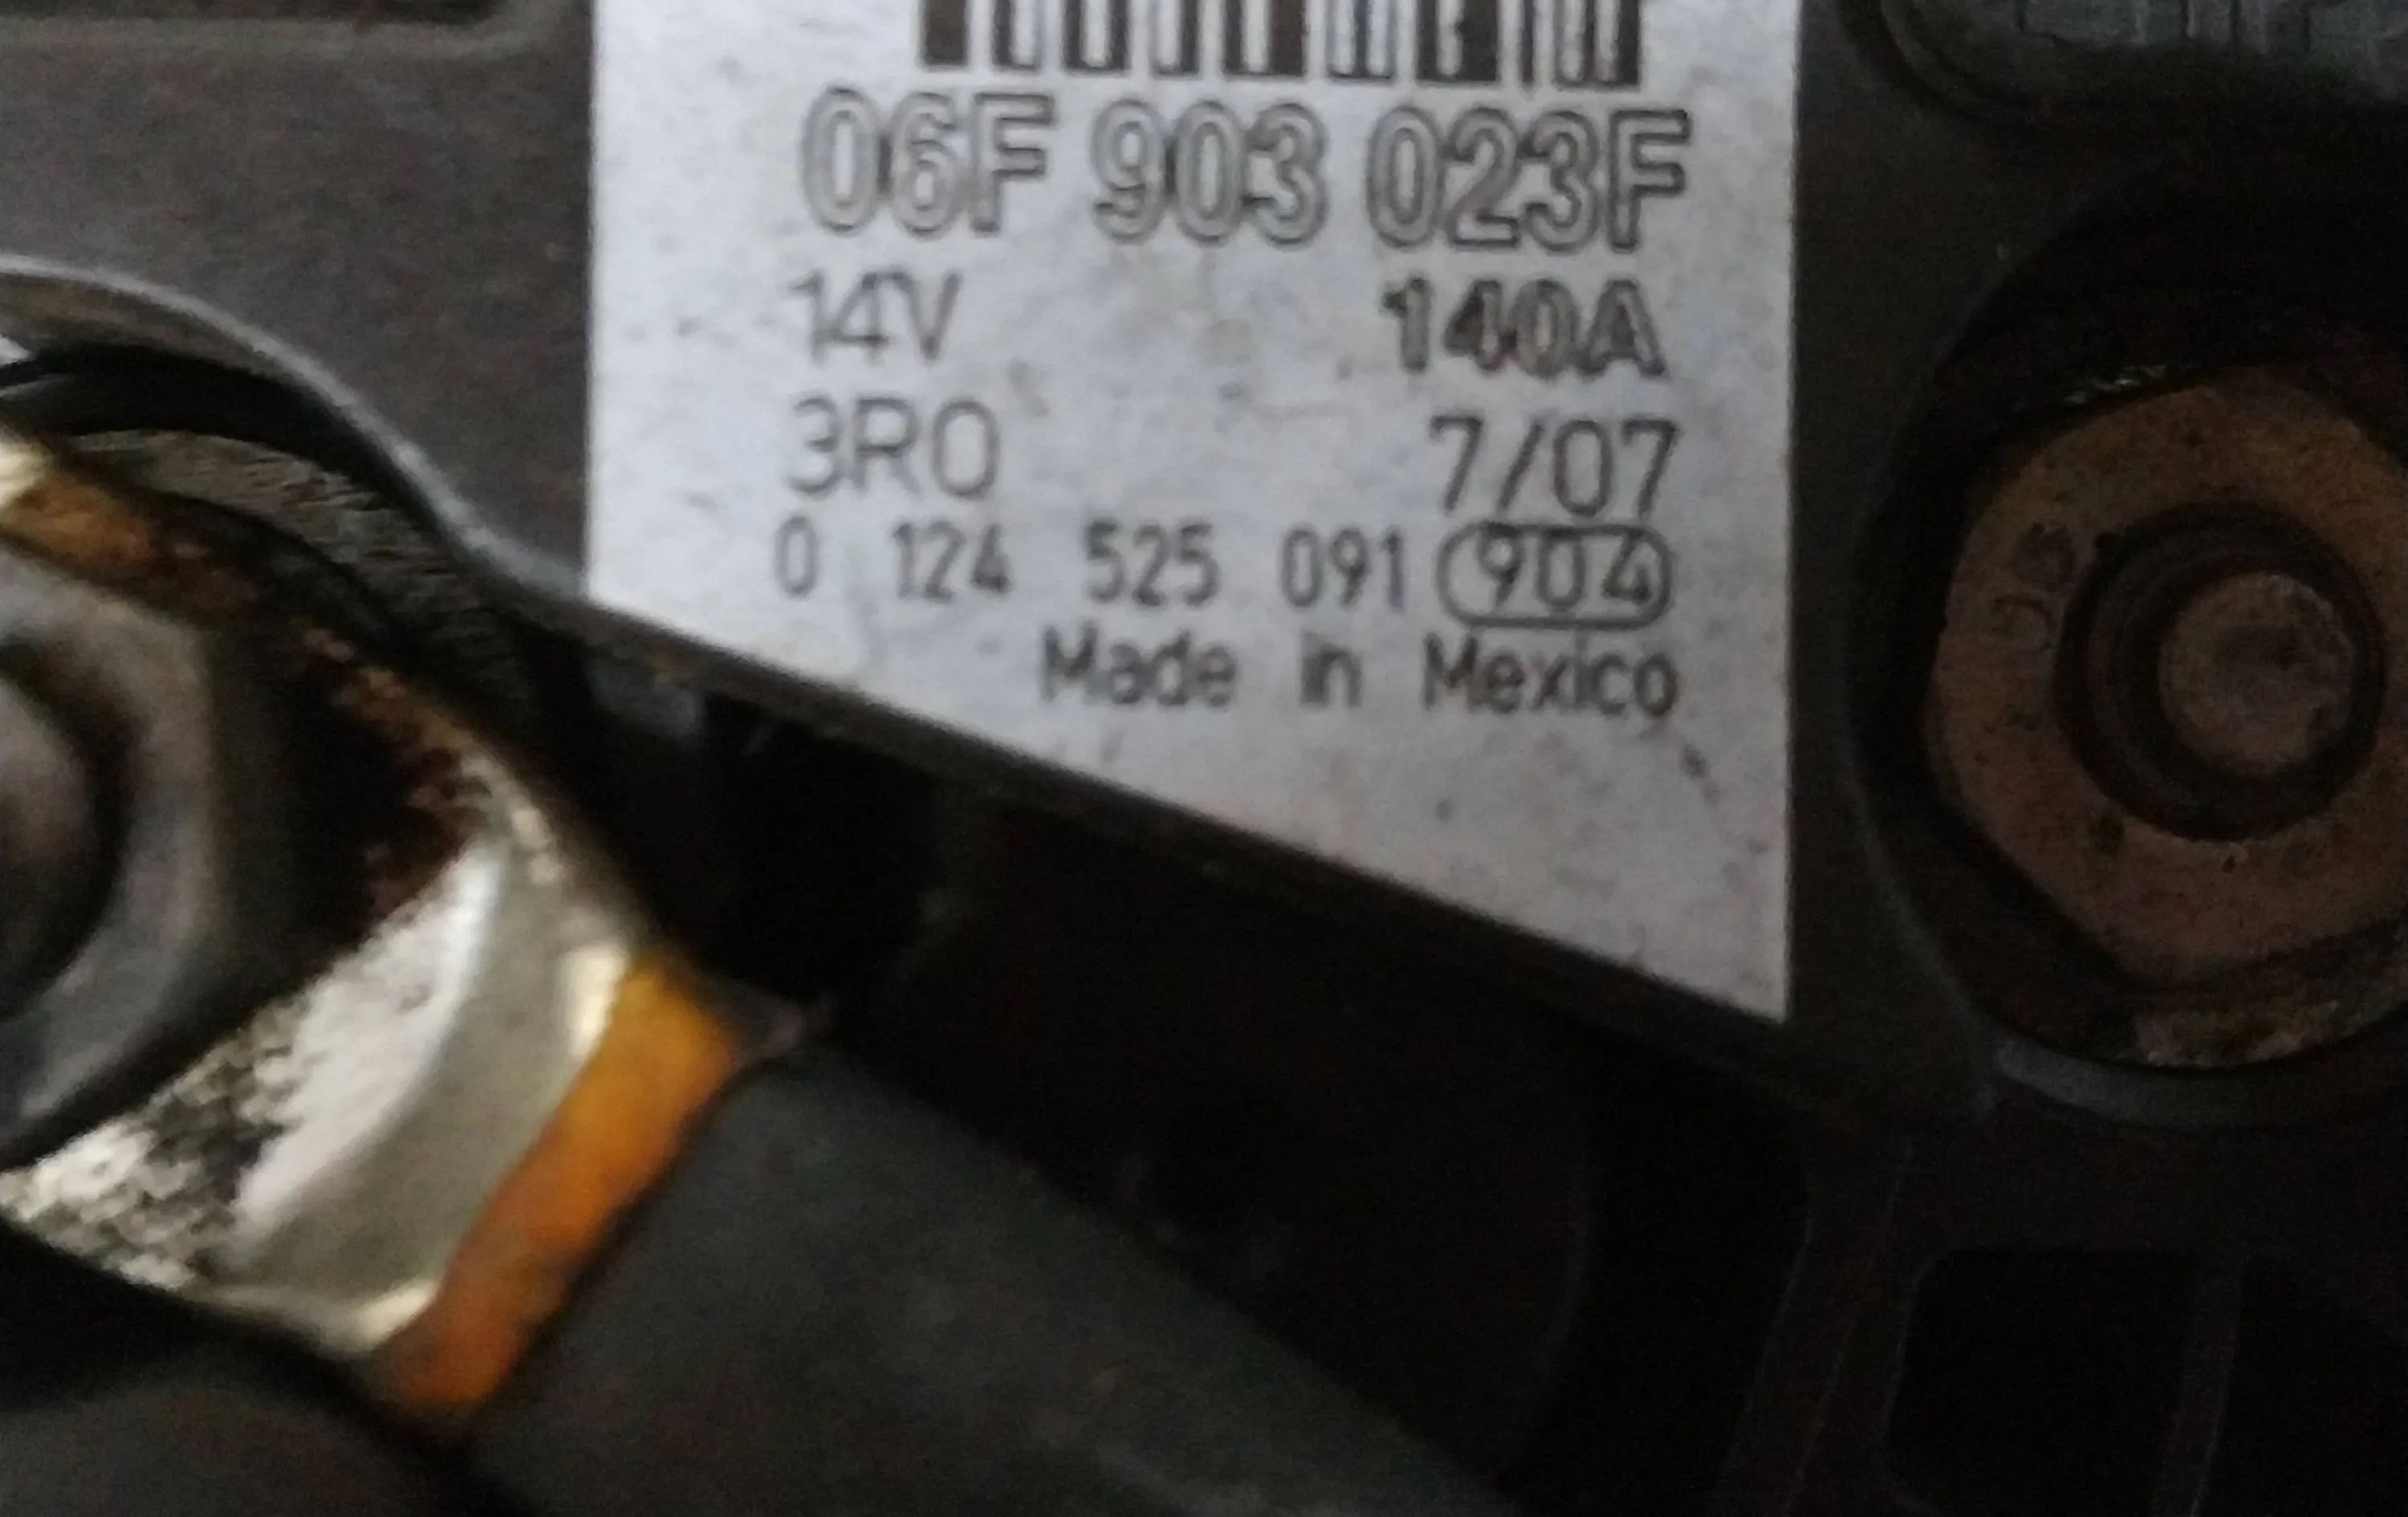 06F 903 023F
14V 140A
3RO 7/07
0 124 525 091 904
Made in Mexico